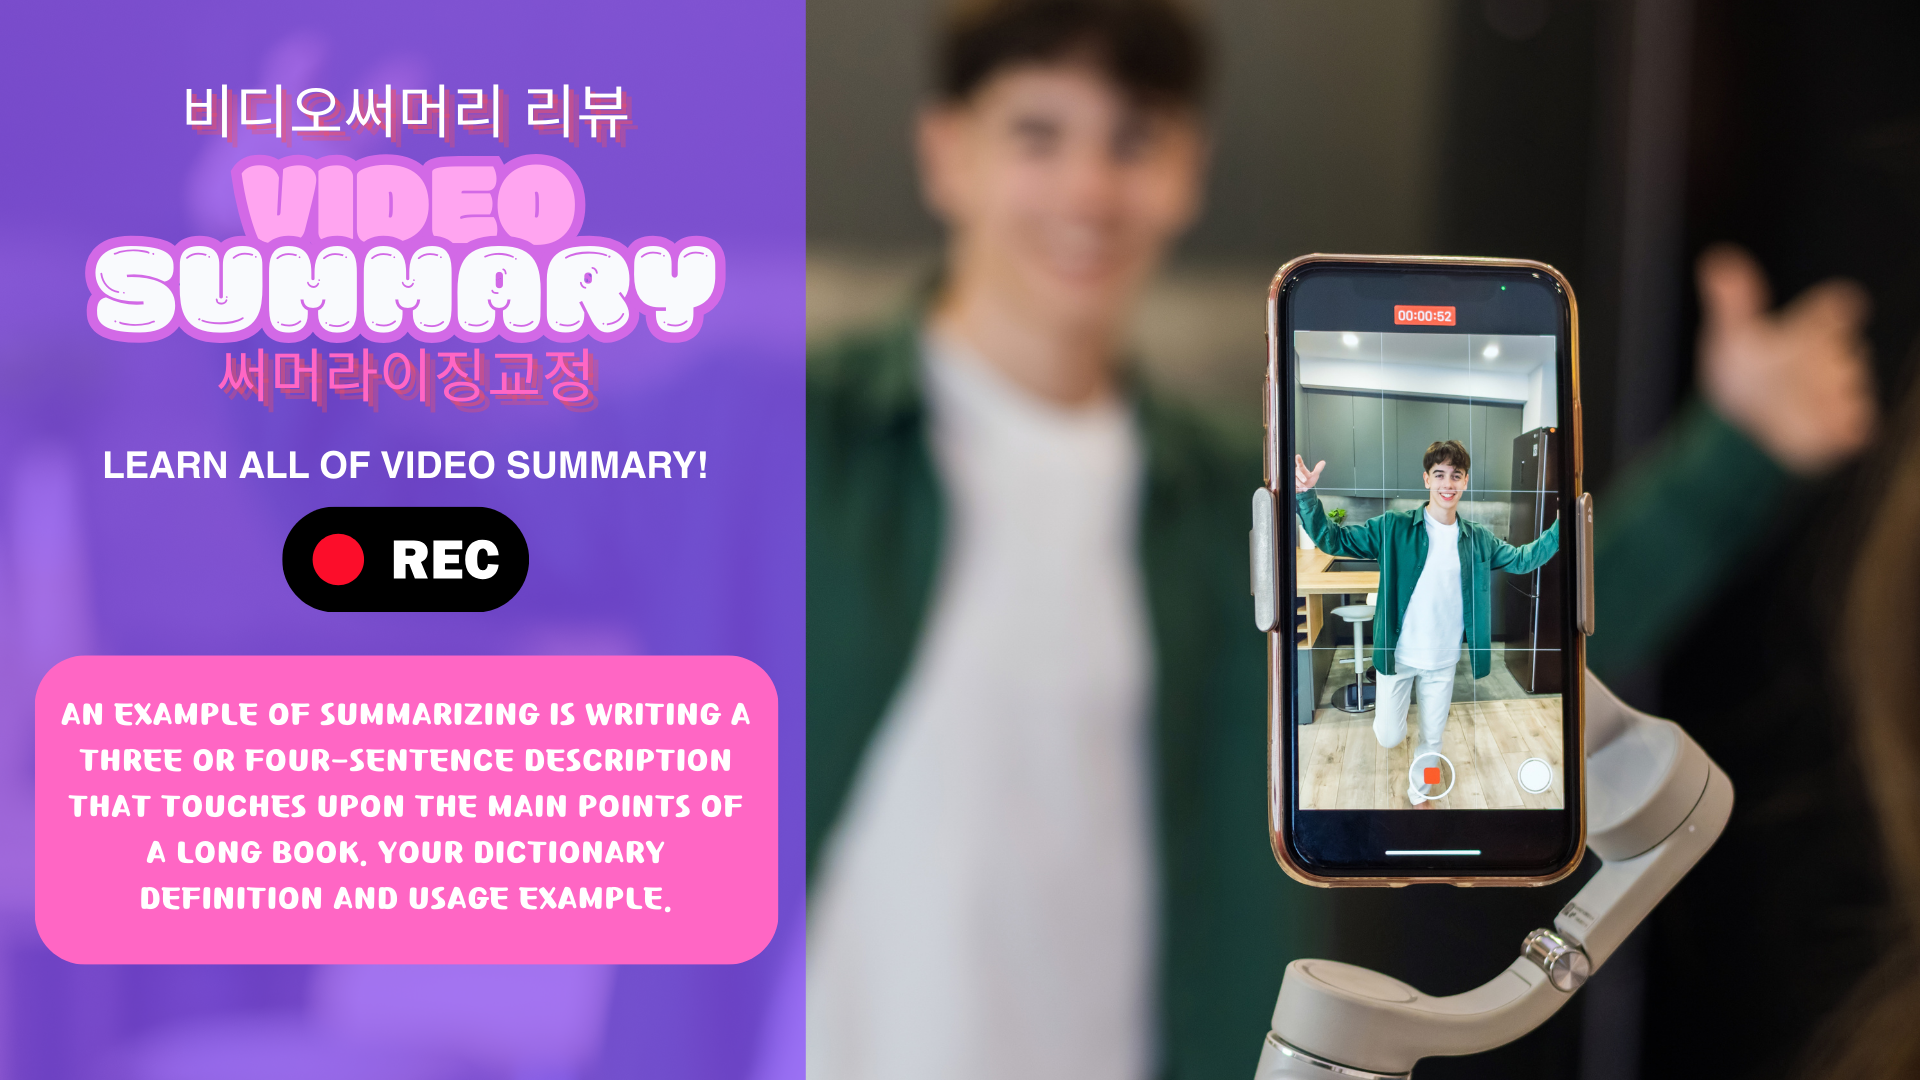 비디오써머리 리뷰
VIDEO
SUMMARY
써머라이징교정
LEARN ALL OF VIDEO SUMMARY!
REC
AN EXAMPLE OF SUMMARIZING IS WRITING A
THREE OR FOUR-SENTENCE DESCRIPTION
THAT TOUCHES UPON THE MAIN POINTS OF
A LONG BOOK. YOUR DICTIONARY
DEFINITION AND USAGE EXAMPLE.
00:00:52